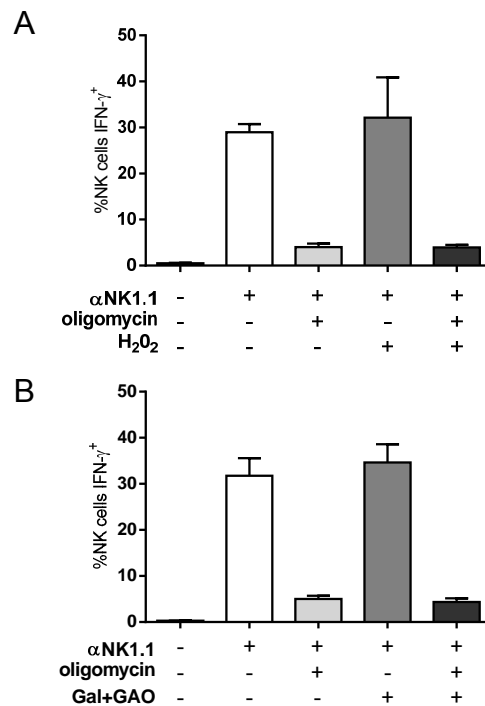 A
50
40
30
20
10
0
%NK cells IFN-γ+
αNK1.1 - + + + +
oligomycin - - + - +
H202 - - - + +
B
50
40
30
20
10
0
%NK cells IFN-γ+
αNK1.1 - + + + +
oligomycin - - + - +
Gal+GAO - - - + +